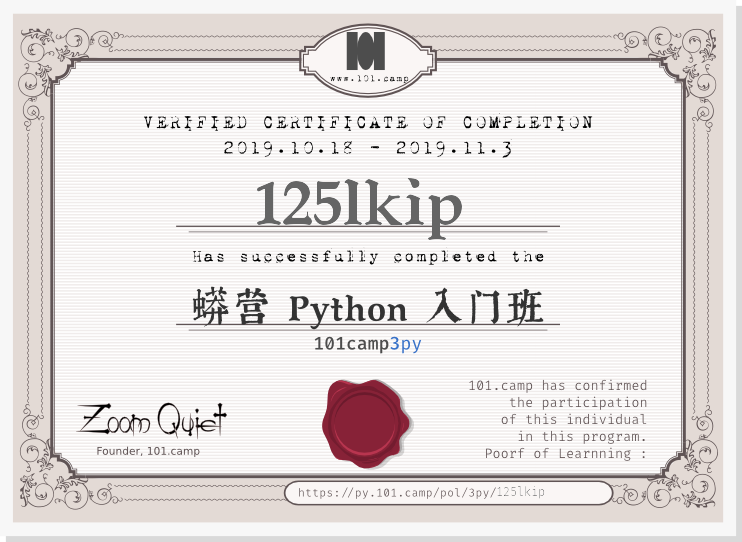 101
www.101.camp
VERIFIED CERTIFICATE OF COMPLETION
2019.10.18 - 2019.11.3
125lkip
Has successfully completed the
蟒营 Python 入门班
101camp3py
Zoom Quiet
Founder, 101.camp
101.camp has confirmed
the participation
of this individual
in this program.
Poorf of Learnning :
https://py.101.camp/pol/3py/125lkip